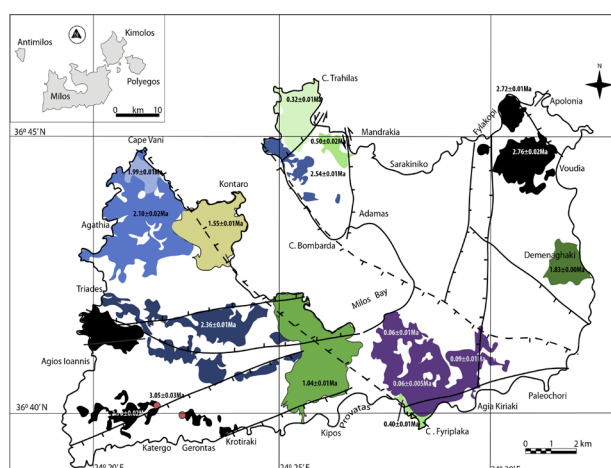 Antimilos
Kimolos
Polyegos
Milos
0 km 10
C. Trahilas
0.32±0.01Ma
2.72±0.01Ma
Apolonia
Fylakopi
36º 45'
0.50±0.02Ma
Mandrakia
Cape Vani
Sarakiniko
2.76±0.02Ma
Voudia
1.99±0.01Ma
2.54±0.01Ma
Kontaro
2.10±0.02Ma
Adamas
Agathia
1.55±0.01Ma
C. Bombarda
Demenaghaki
1.83±0.00Ma
Triades
Milos Bay
2.36±0.01Ma
0.06±0.01Ma
Agios Ioannis
0.09±0.01Ma
1.04±0.01Ma
0.06±0.005Ma
3.05±0.03Ma
Paleochori
36º 40'
Agia Kiriaki
Provatas
0.40±0.01Ma
C. Fyriplaka
Krotiraki
Kipos
Katergo
Gerontas
0 1 2 km
24º 20'
24º 25'